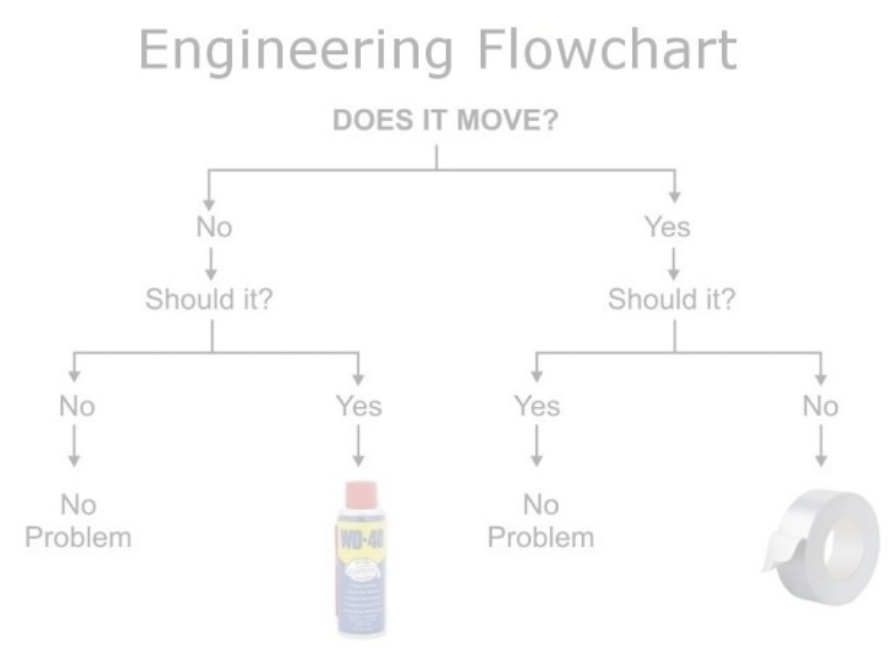 Engineering Flowchart
DOES IT MOVE?
No
Yes
Should it?
Should it?
No
Yes
Yes
No
No
Problem
No
Problem
WD-40